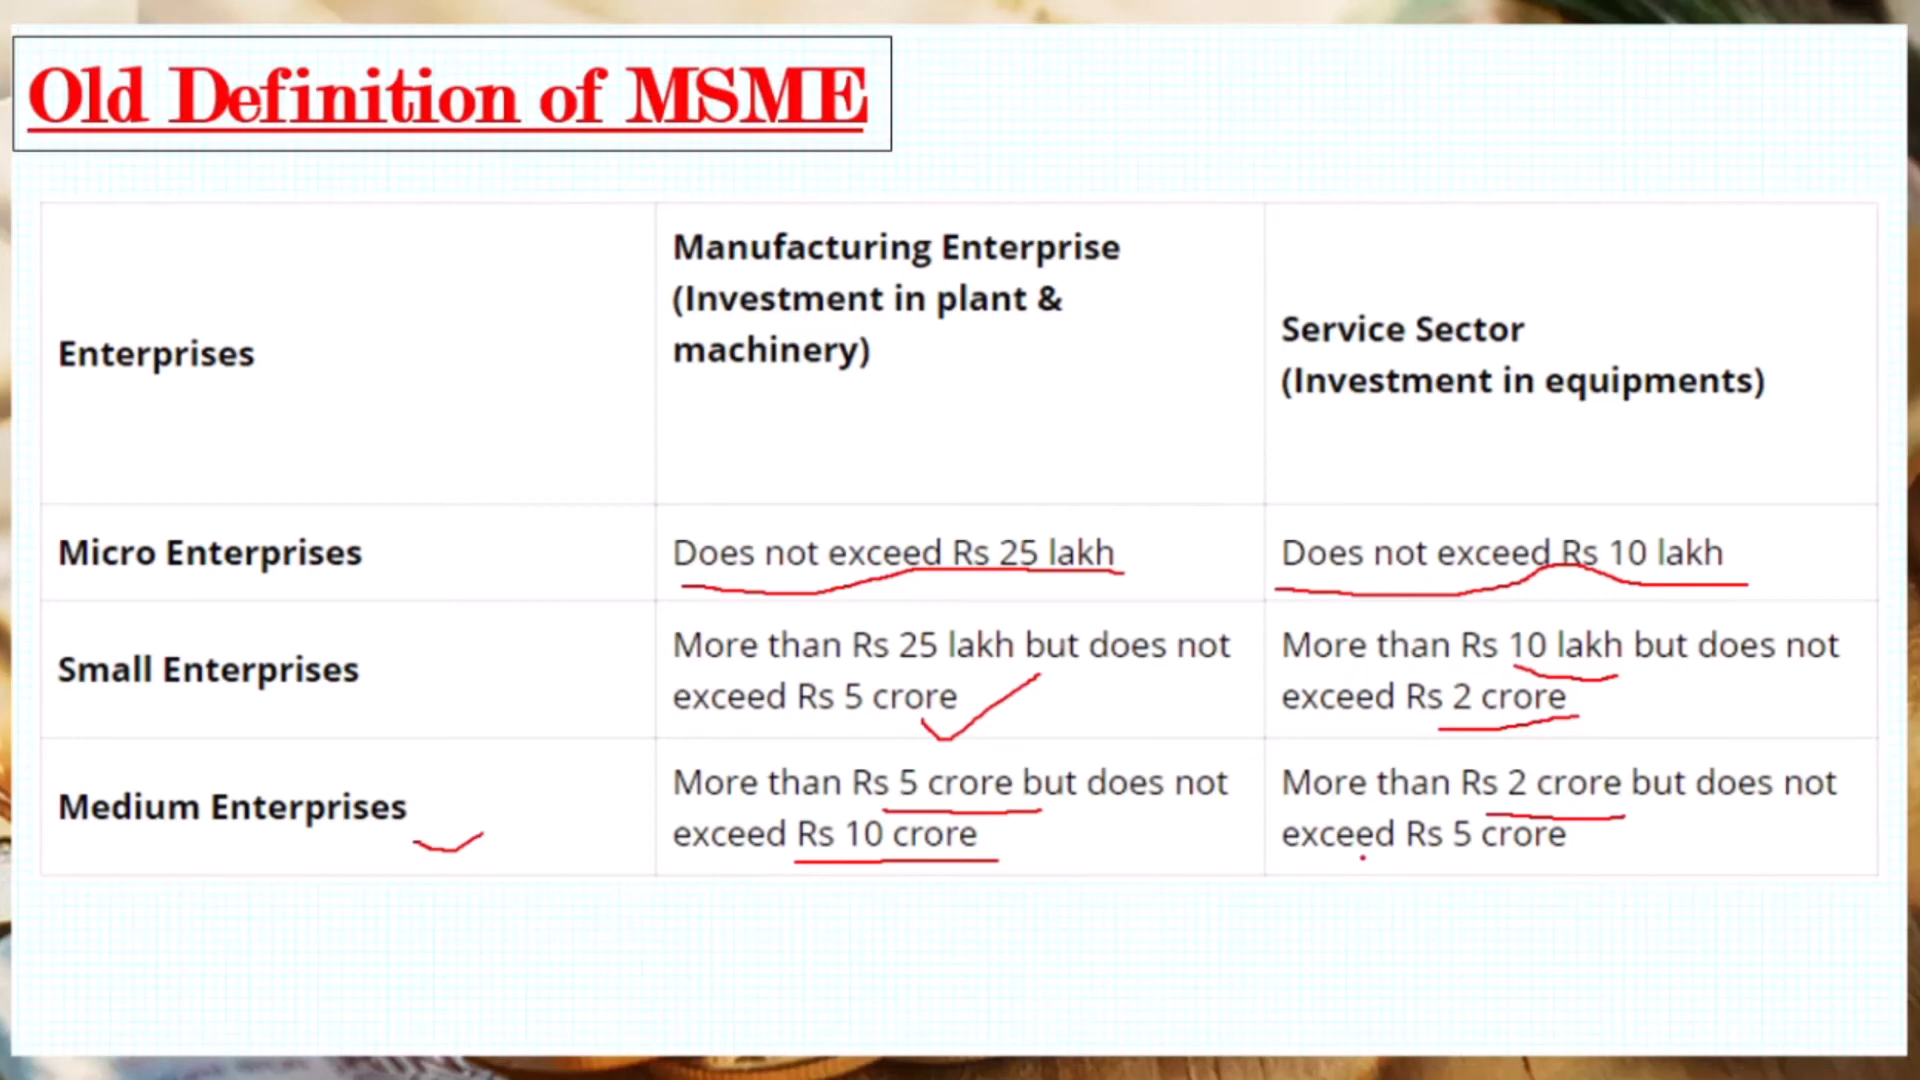 Old Definition of MSME
Enterprises
Manufacturing Enterprise
(Investment in plant &
machinery)
Service Sector
(Investment in equipments)
Micro Enterprises
Does not exceed Rs 25 lakh
Does not exceed Rs 10 lakh
Small Enterprises
More than Rs 25 lakh but does not
exceed Rs 5 crore
More than Rs 10 lakh but does not
exceed Rs 2 crore
Medium Enterprises
More than Rs 5 crore but does not
exceed Rs 10 crore
More than Rs 2 crore but does not
exceed Rs 5 crore